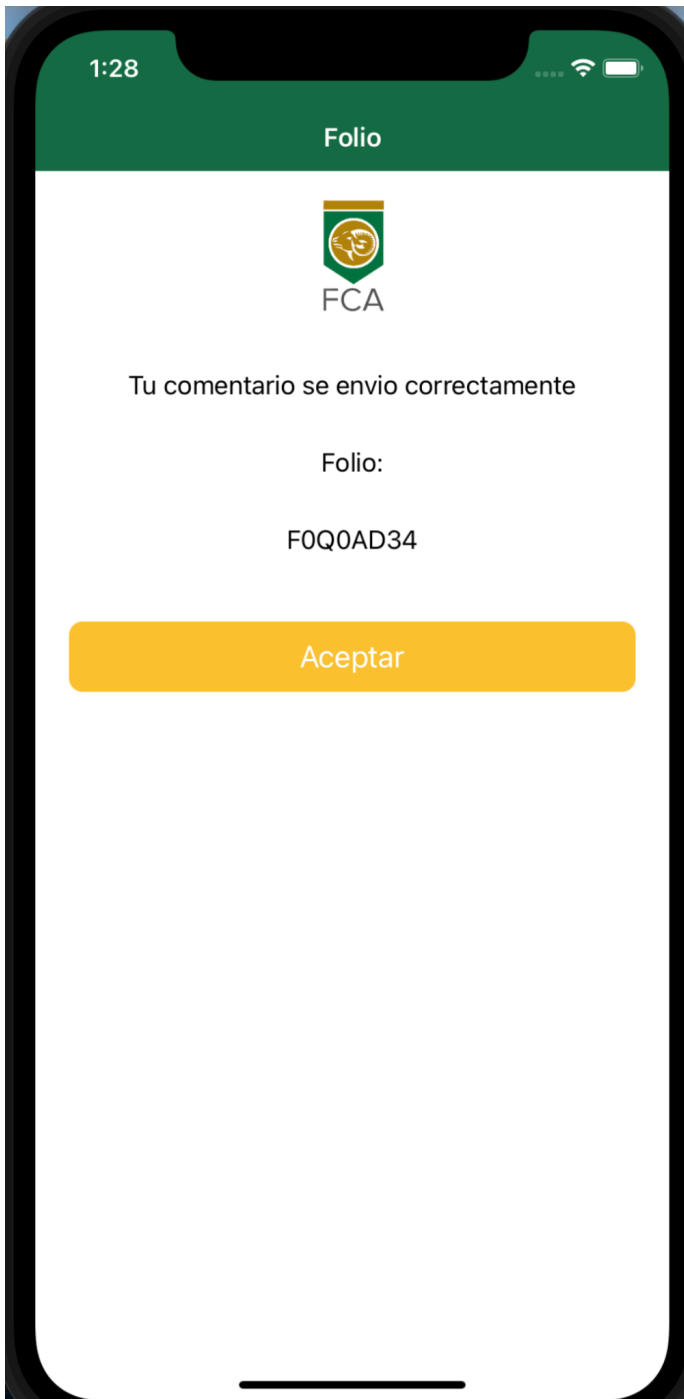 1:28
Folio
FCA
Tu comentario se envio correctamente
Folio:
F0Q0AD34
Aceptar